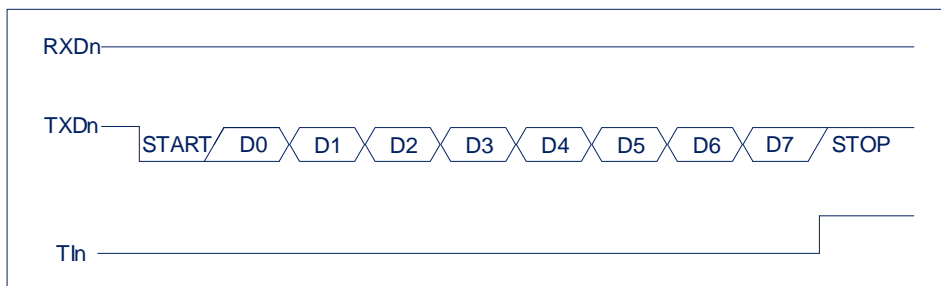 RXDn
TXDn
START D0 D1 D2 D3 D4 D5 D6 D7 STOP
TIn